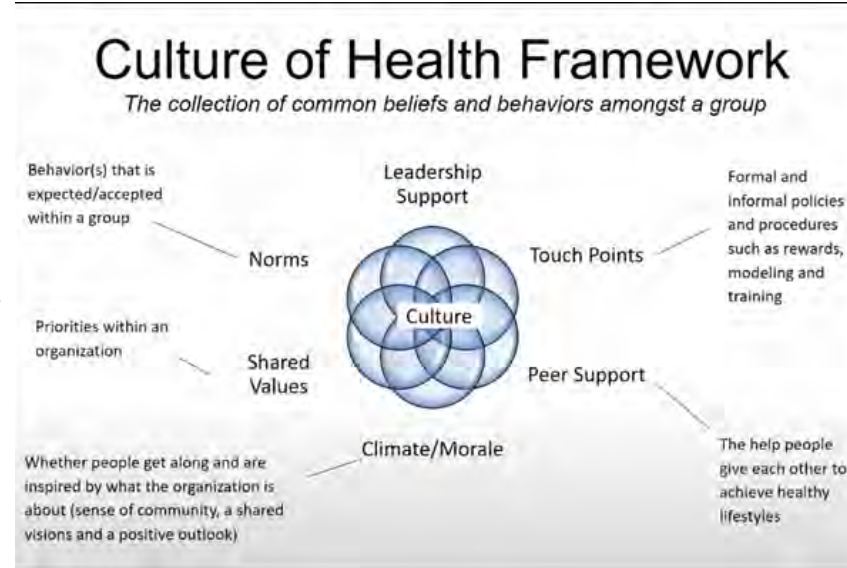 Culture of Health Framework
The collection of common beliefs and behaviors amongst a group
Behavior(s) that is
expected/accepted
within a group
Leadership
Support
Formal and
informal policies
and procedures
such as rewards,
modeling and
training
Norms
Touch Points
Culture
Priorities within an
organization
Shared
Values
Peer Support
Climate/Morale
Whether people get along and are
inspired by what the organization is
about (sense of community, a shared
visions and a positive outlook)
The help people
give each other to
achieve healthy
lifestyles